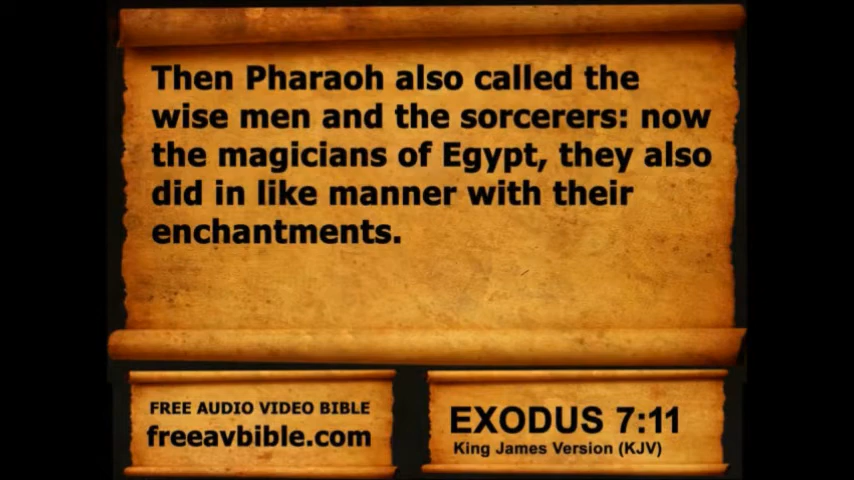 Then Pharaoh also called the
wise men and the sorcerers: now
the magicians of Egypt, they also
did in like manner with their
enchantments.
FREE AUDIO VIDEO BIBLE
freeavbible.com
EXODUS 7:11
King James Version (KJV)